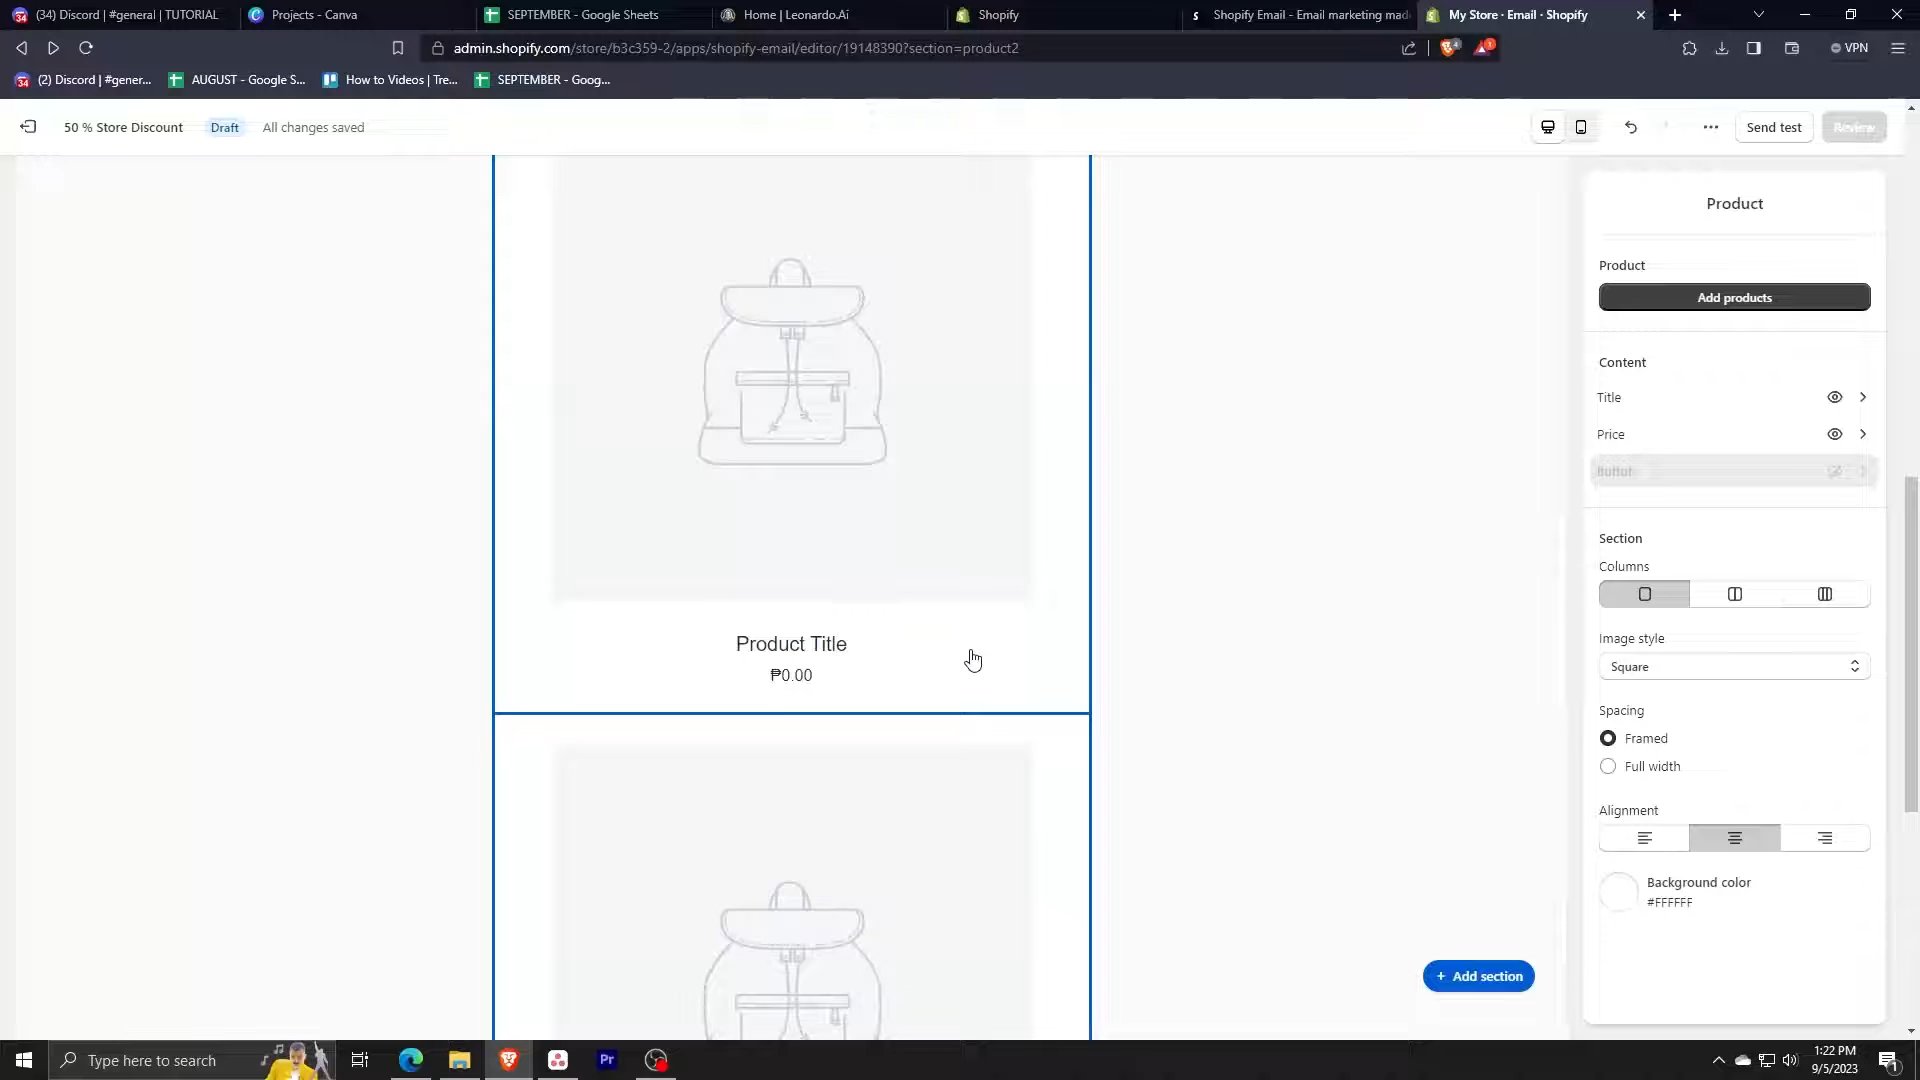 (34) Discord | #general | TUTORIAL
Projects - Canva
SEPTEMBER - Google Sheets
Home | Leonardo.Ai
Shopify
Shopify Email - Email marketing mad
My Store · Email · Shopify
admin.shopify.com/store/b3c359-2/apps/shopify-email/editor/19148390?section=product2
VPN
(2) Discord | #gener...
AUGUST - Google S...
How to Videos | Tre...
SEPTEMBER - Goog...
50 % Store Discount
Draft
All changes saved
Send test
Review
Product
Product
Add products
Content
Title
Price
Button
Section
Columns
Image style
Square
Spacing
Framed
Full width
Alignment
Background color
#FFFFFF
Product Title
₱0.00
+ Add section
Type here to search
Pr
1:22 PM
9/5/2023